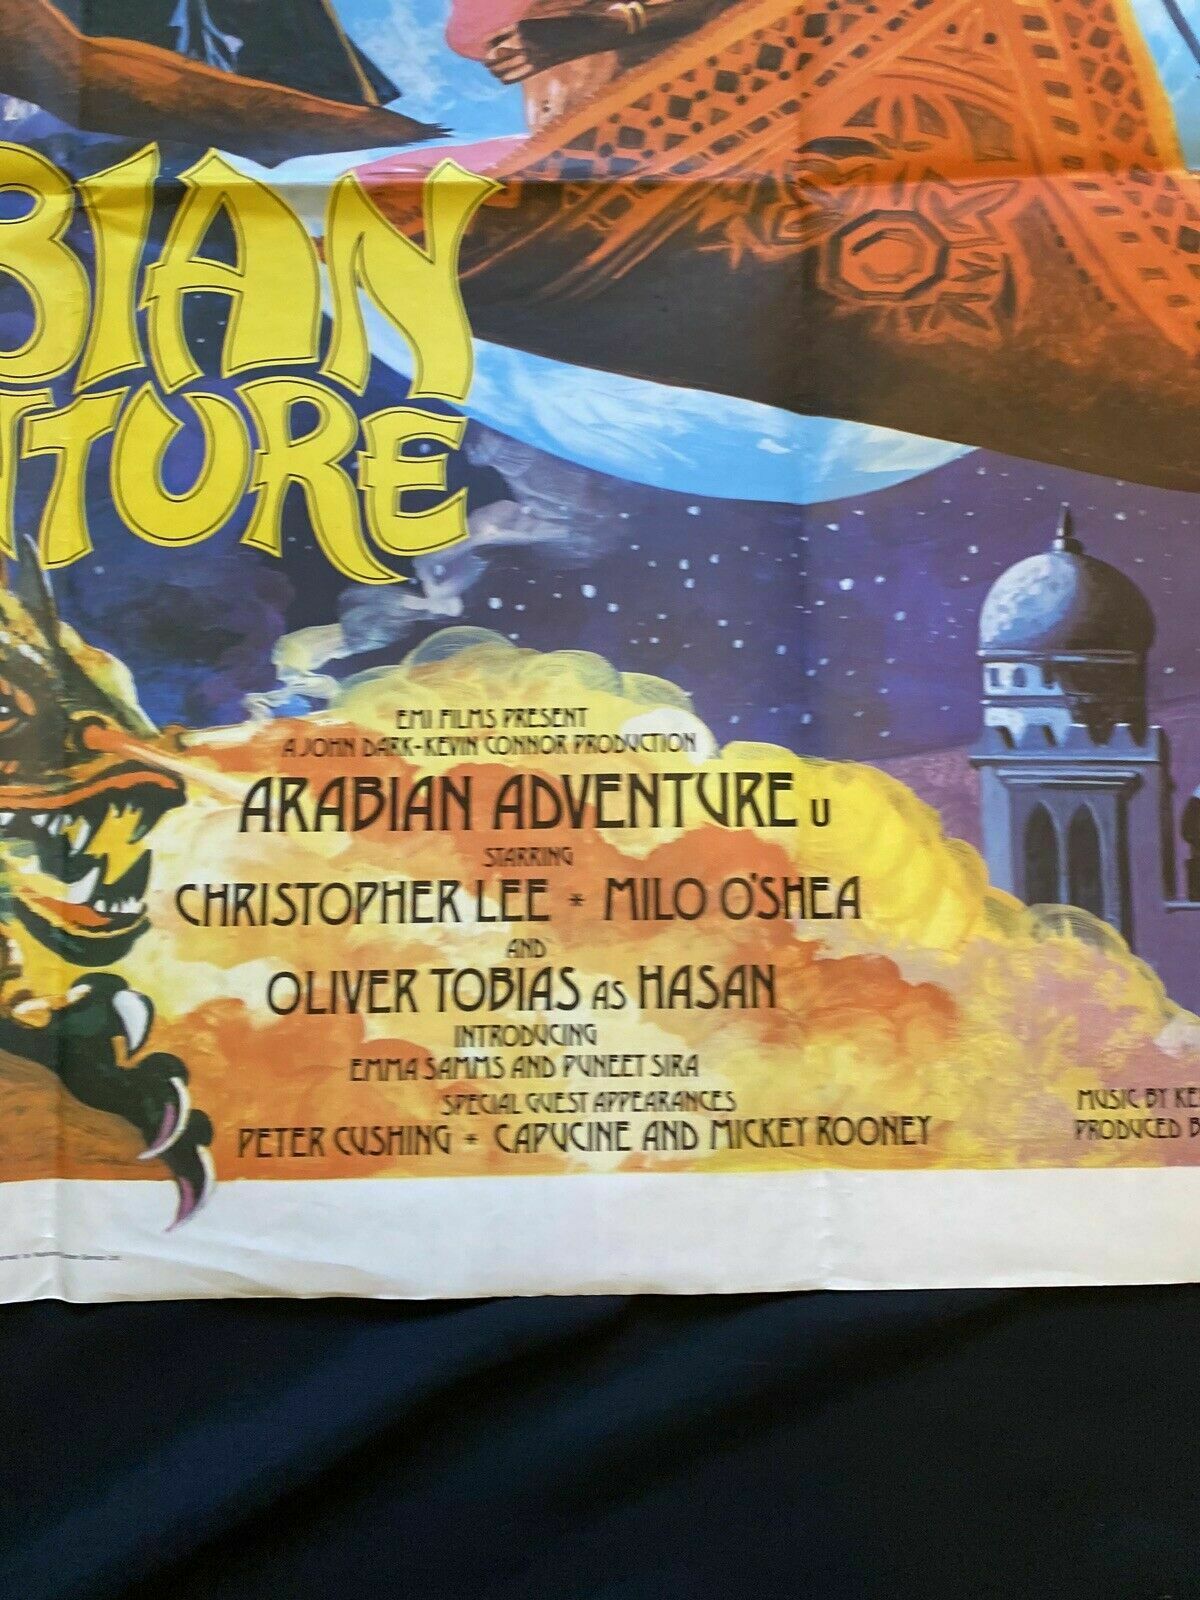 BIAN
TURE
EMI FILMS PRESENT
A JOHN DARK-KEVIN CONNOR PRODUCTION
ARABIAN ADVENTURE U
STARRING
CHRISTOPHER LEE * MILO O'SHEA
AND
OLIVER TOBIAS AS HASAN
INTRODUCING
EMMA SAMMS AND PUNEET SIRA
SPECIAL GUEST APPEARANCES
PETER CUSHING * CAPUCINE AND MICKEY ROONEY
MUSIC BY KE
PRODUCED B